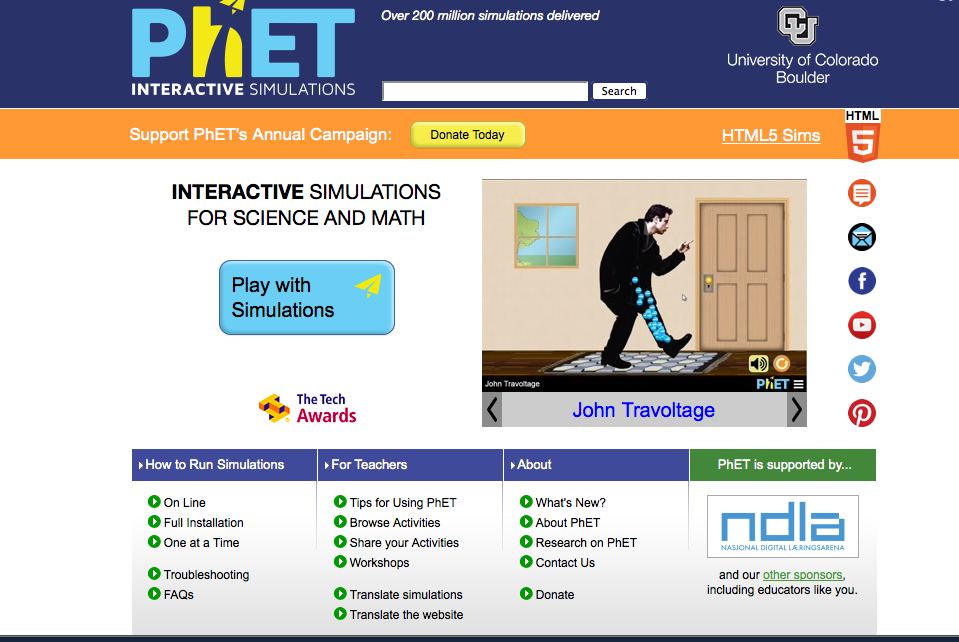 PhET
INTERACTIVE SIMULATIONS
Over 200 million simulations delivered
Search
CU
University of Colorado
Boulder
Support PhET's Annual Campaign:
Donate Today
HTML5 Sims
HTML
5
INTERACTIVE SIMULATIONS
FOR SCIENCE AND MATH
Play with
Simulations
The Tech
Awards
John Travoltage
PhET
John Travoltage
f
How to Run Simulations
On Line
Full Installation
One at a Time
Troubleshooting
FAQs
For Teachers
Tips for Using PhET
Browse Activities
Share your Activities
Workshops
Translate simulations
Translate the website
About
What's New?
About PhET
Research on PhET
Contact Us
Donate
PhET is supported by...
ndla
NASJONAL DIGITAL LÆRINGSARENA
and our other sponsors,
including educators like you.